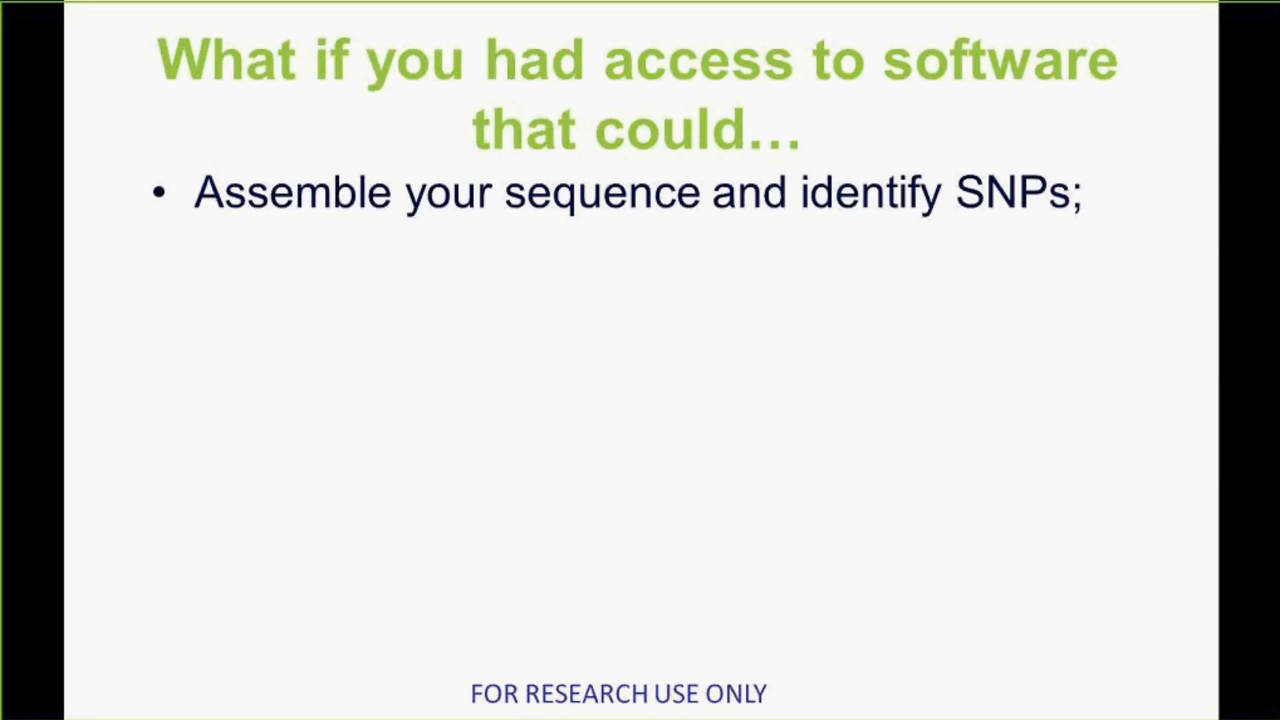 What if you had access to software
that could…
• Assemble your sequence and identify SNPs;
FOR RESEARCH USE ONLY